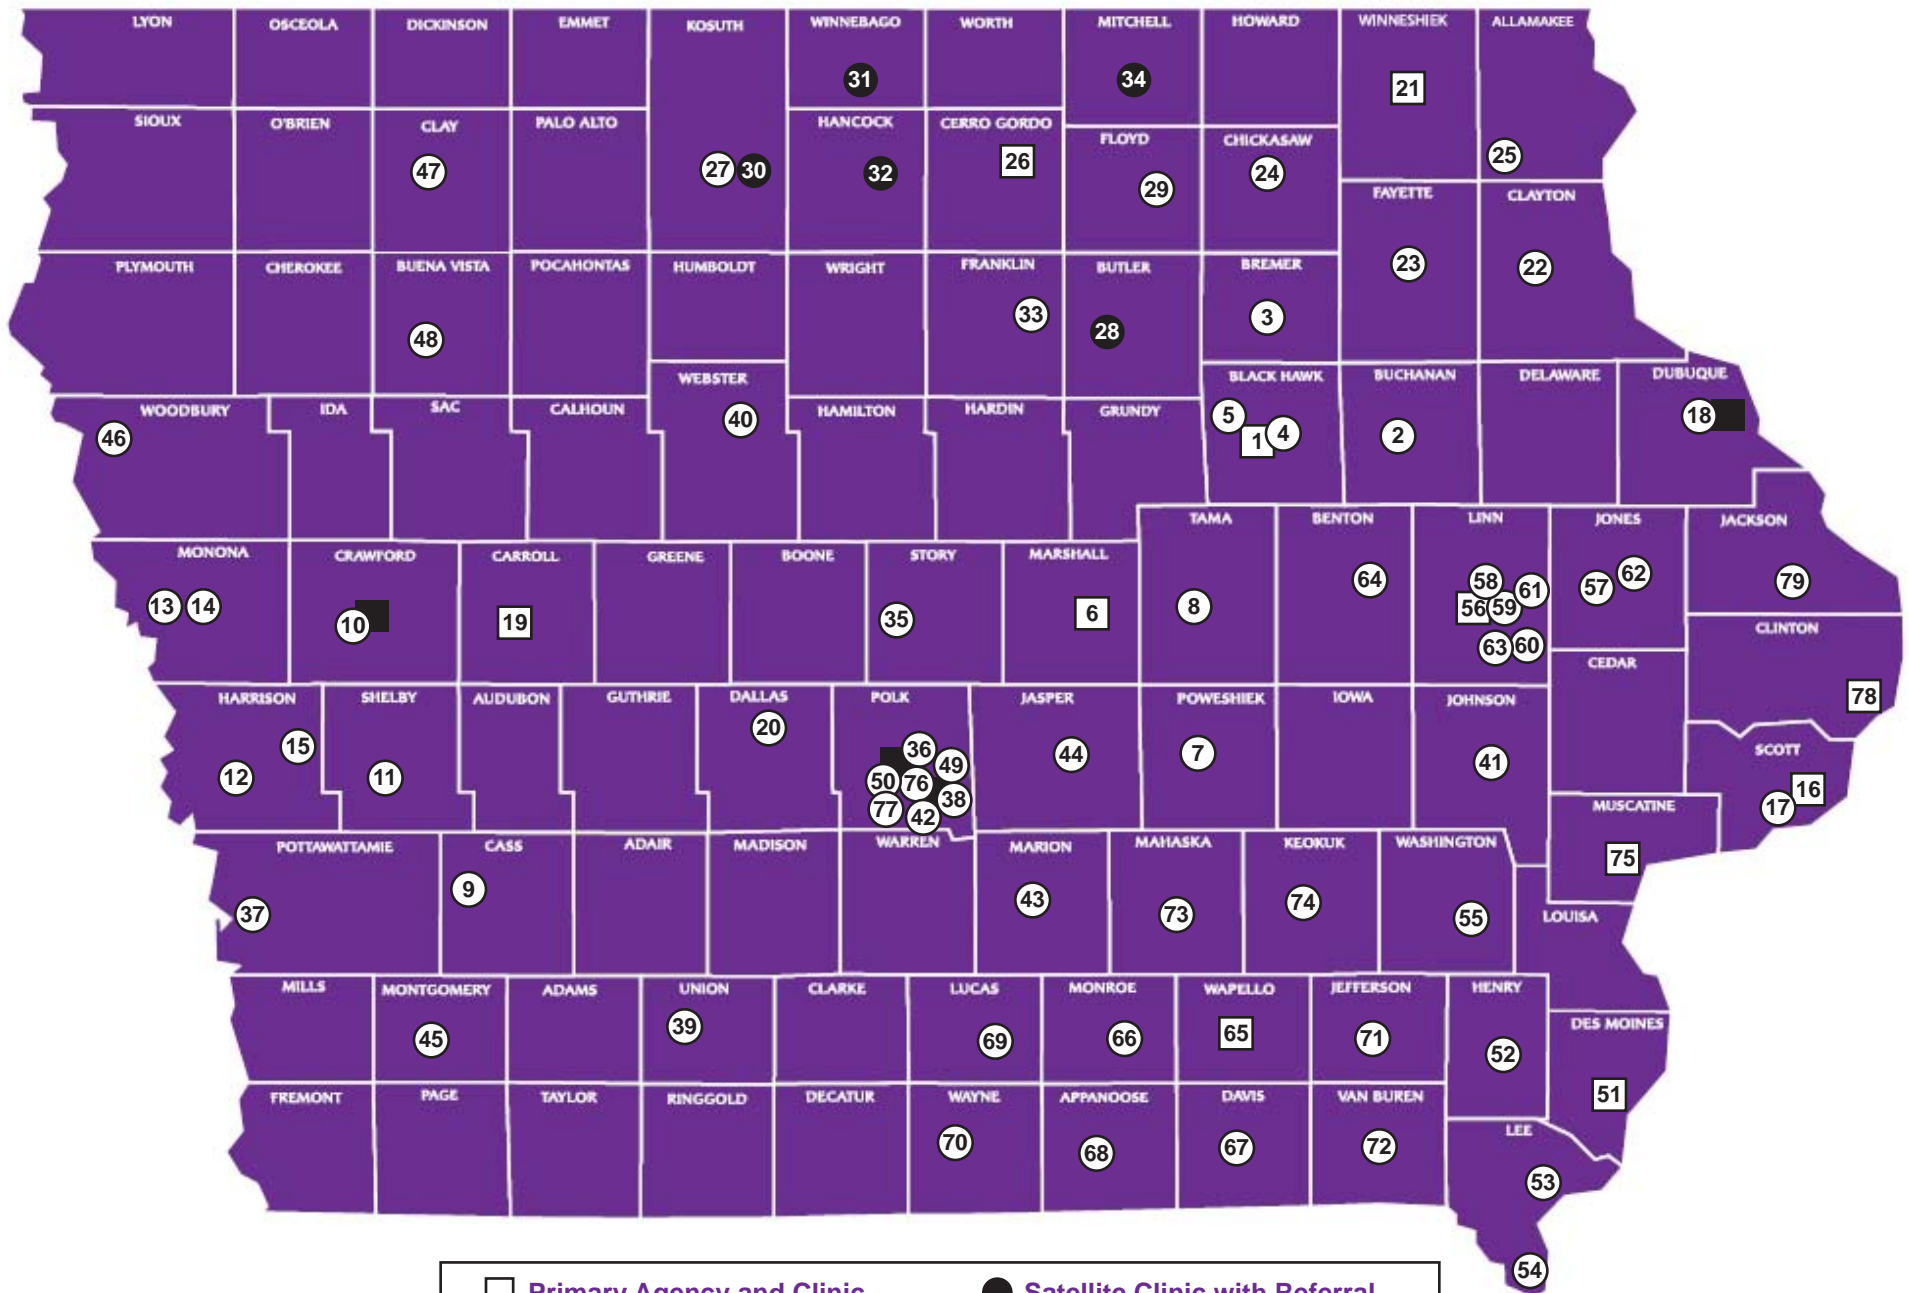 LYON OSCEOLA DICKINSON EMMET KOSUTH WINNEBAGO WORTH MITCHELL HOWARD WINNESHIEK ALLAMAKEE
31 34 21
SIOUX O'BRIEN CLAY PALO ALTO HANCOCK CERRO GORDO FLOYD CHICKASAW
47 27 30 32 26 29 24 25
FAYETTE CLAYTON
PLYMOUTH CHEROKEE BUENA VISTA POCAHONTAS HUMBOLDT WRIGHT FRANKLIN BUTLER BREMER
48 33 28 3 23 22
WEBSTER BLACK HAWK BUCHANAN DELAWARE DUBUQUE
WOODBURY IDA SAC CALHOUN HAMILTON HARDIN GRUNDY
46 40 5 1 4 2 18
TAMA BENTON LINN JONES JACKSON
MONONA CRAWFORD CARROLL GREENE BOONE STORY MARSHALL
13 14 10 19 35 6 8 64 58 61 56 59 63 60 57 62 79
CLINTON
78
CEDAR
HARRISON SHELBY AUDUBON GUTHRIE DALLAS POLK JASPER POWESHIEK IOWA JOHNSON
12 15 11 20 36 49 50 76 38 77 42 44 7 41
SCOTT
16 17
MUSCATINE
75
POTTAWATTAMIE CASS ADAIR MADISON WARREN MARION MAHASKA KEOKUK WASHINGTON
37 9 43 73 74 55
LOUISA
MILLS MONTGOMERY ADAMS UNION CLARKE LUCAS MONROE WAPELLO JEFFERSON HENRY
45 39 69 66 65 71 52
DES MOINES
51
FREMONT PAGE TAYLOR RINGGOLD DECATUR WAYNE APPANOOSE DAVIS VAN BUREN
70 68 67 72
LEE
53
54
Primary Agency and Clinic Satellite Clinic with Referral